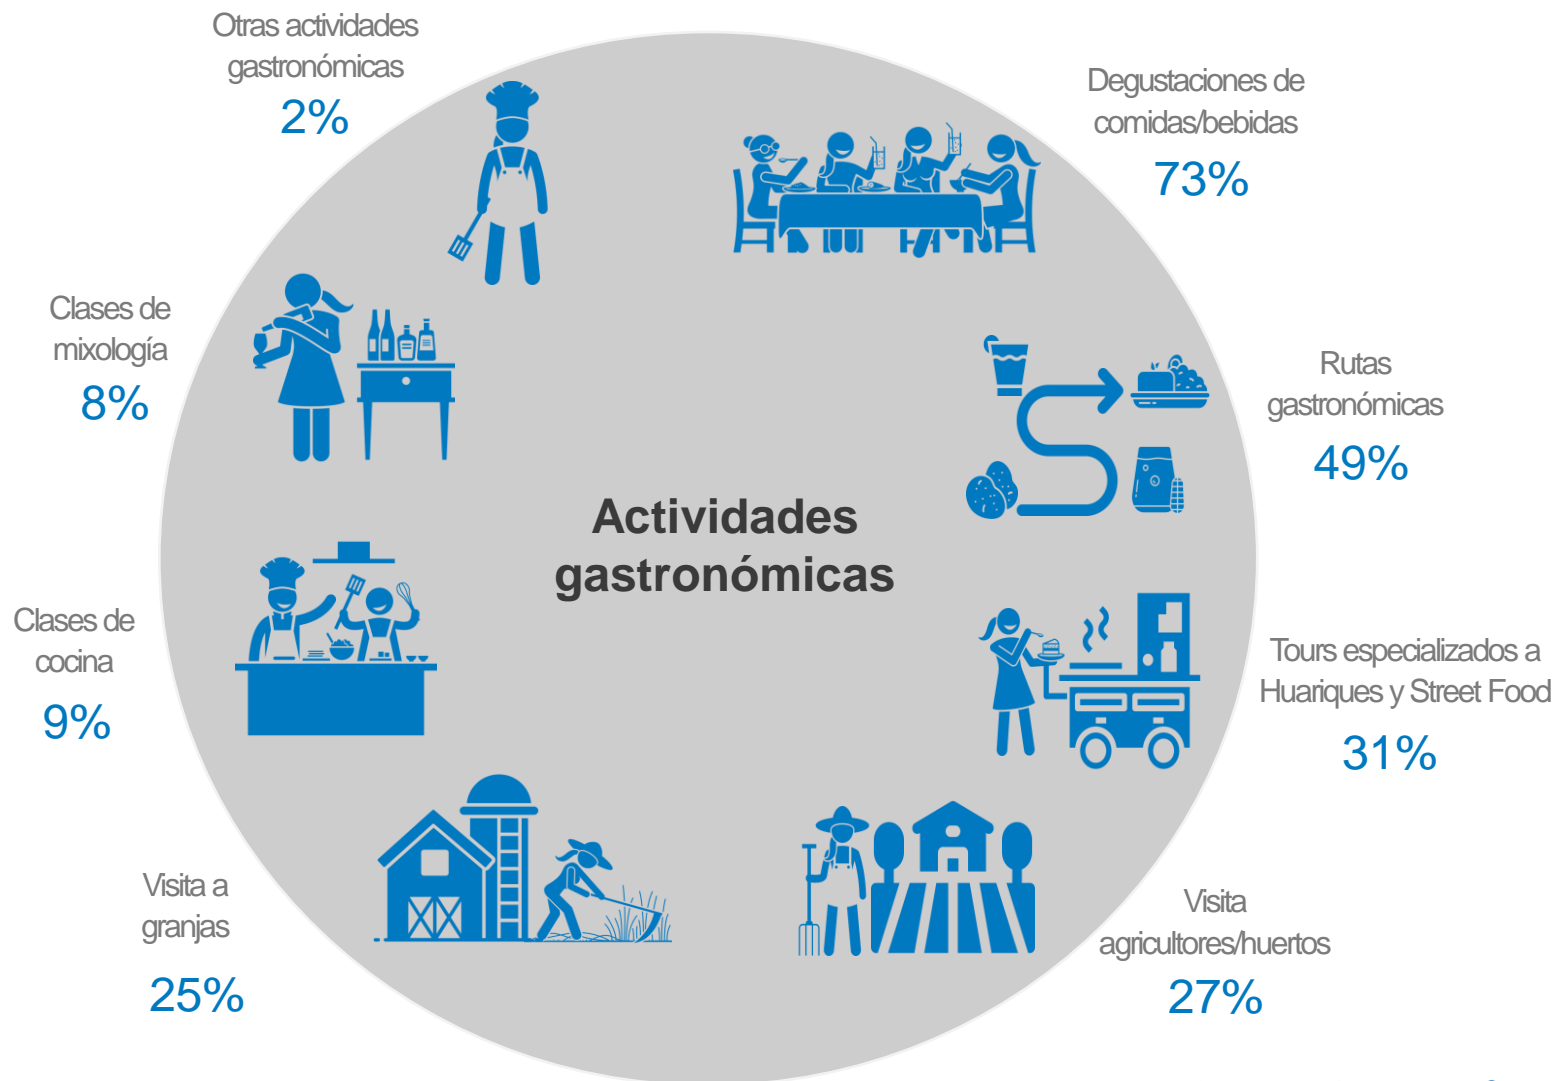 Otras actividades
gastronómicas
2%
Degustaciones de
comidas/bebidas
73%
Clases de
mixología
8%
Rutas
gastronómicas
49%
Actividades
gastronómicas
Clases de
cocina
9%
Tours especializados a
Huariques y Street Food
31%
Visita a
granjas
25%
Visita
agricultores/huertos
27%